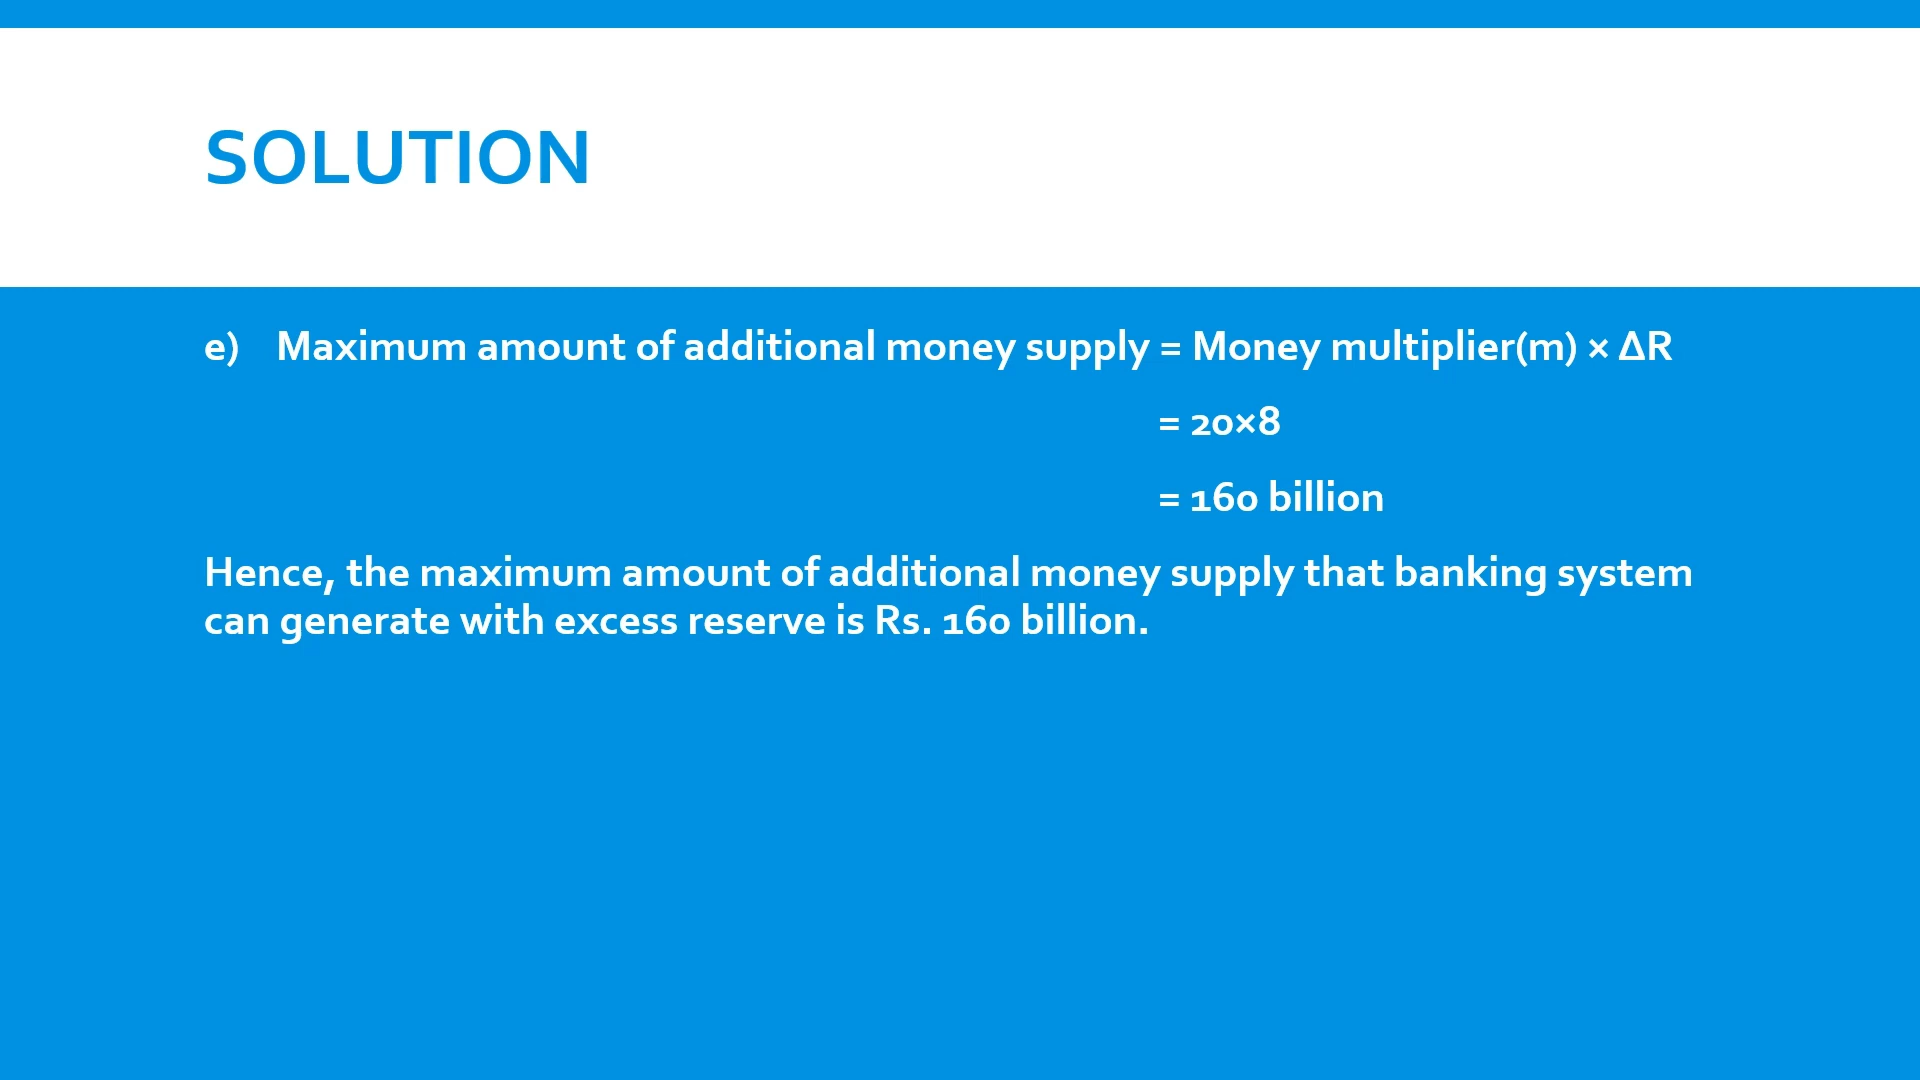 SOLUTION
e) Maximum amount of additional money supply = Money multiplier(m) × ΔR
= 20×8
= 160 billion
Hence, the maximum amount of additional money supply that banking system
can generate with excess reserve is Rs. 160 billion.